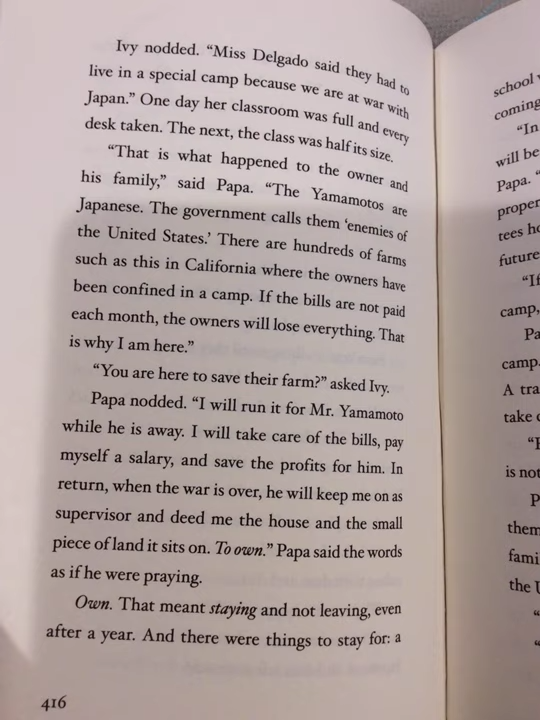 Ivy nodded. “Miss Delgado said they had to
live in a special camp because we are at war with
Japan.” One day her classroom was full and every
desk taken. The next, the class was half its size.
“That is what happened to the owner and
his family,” said Papa. “The Yamamotos are
Japanese. The government calls them ‘enemies of
the United States.’ There are hundreds of farms
such as this in California where the owners have
been confined in a camp. If the bills are not paid
each month, the owners will lose everything. That
is why I am here.”
“You are here to save their farm?” asked Ivy.
Papa nodded. “I will run it for Mr. Yamamoto
while he is away. I will take care of the bills, pay
myself a salary, and save the profits for him. In
return, when the war is over, he will keep me on as
supervisor and deed me the house and the small
piece of land it sits on. To own.” Papa said the words
as if he were praying.
Own. That meant staying and not leaving, even
after a year. And there were things to stay for: a
416
school
coming
“In
will be
Papa. “
proper
tees ho
future
“If
camp,
Pa
camp.
A tra
take
is not
P
them
fami
the